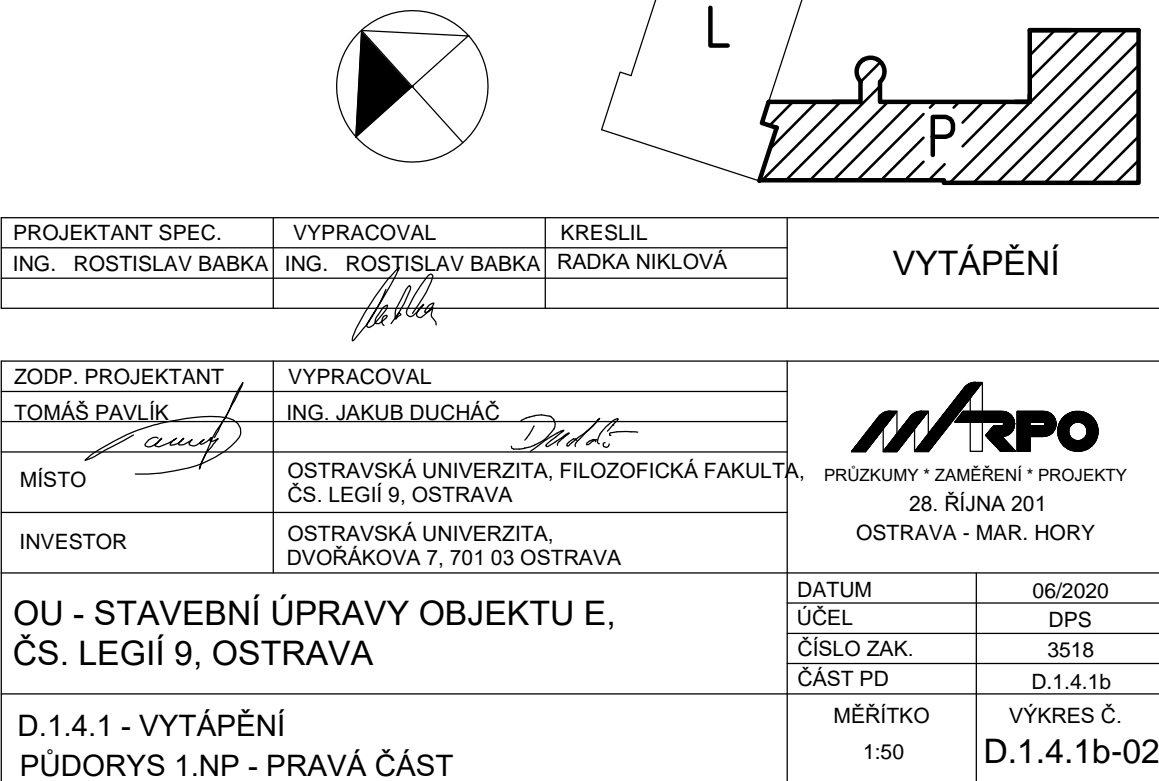 L
P
PROJEKTANT SPEC. VYPRACOVAL KRESLIL
ING. ROSTISLAV BABKA ING. ROSTISLAV BABKA RADKA NIKLOVÁ
VYTÁPĚNÍ
ZODP. PROJEKTANT VYPRACOVAL
TOMÁŠ PAVLÍK ING. JAKUB DUCHÁČ
MÍSTO
OSTRAVSKÁ UNIVERZITA, FILOZOFICKÁ FAKULTA,
ČS. LEGIÍ 9, OSTRAVA
INVESTOR
OSTRAVSKÁ UNIVERZITA,
DVOŘÁKOVA 7, 701 03 OSTRAVA
MARPO
PRŮZKUMY * ZAMĚŘENÍ * PROJEKTY
28. ŘÍJNA 201
OSTRAVA - MAR. HORY
OU - STAVEBNÍ ÚPRAVY OBJEKTU E,
ČS. LEGIÍ 9, OSTRAVA
DATUM 06/2020
ÚČEL DPS
ČÍSLO ZAK. 3518
ČÁST PD D.1.4.1b
D.1.4.1 - VYTÁPĚNÍ
PŮDORYS 1.NP - PRAVÁ ČÁST
MĚŘÍTKO VÝKRES Č.
1:50 D.1.4.1b-02